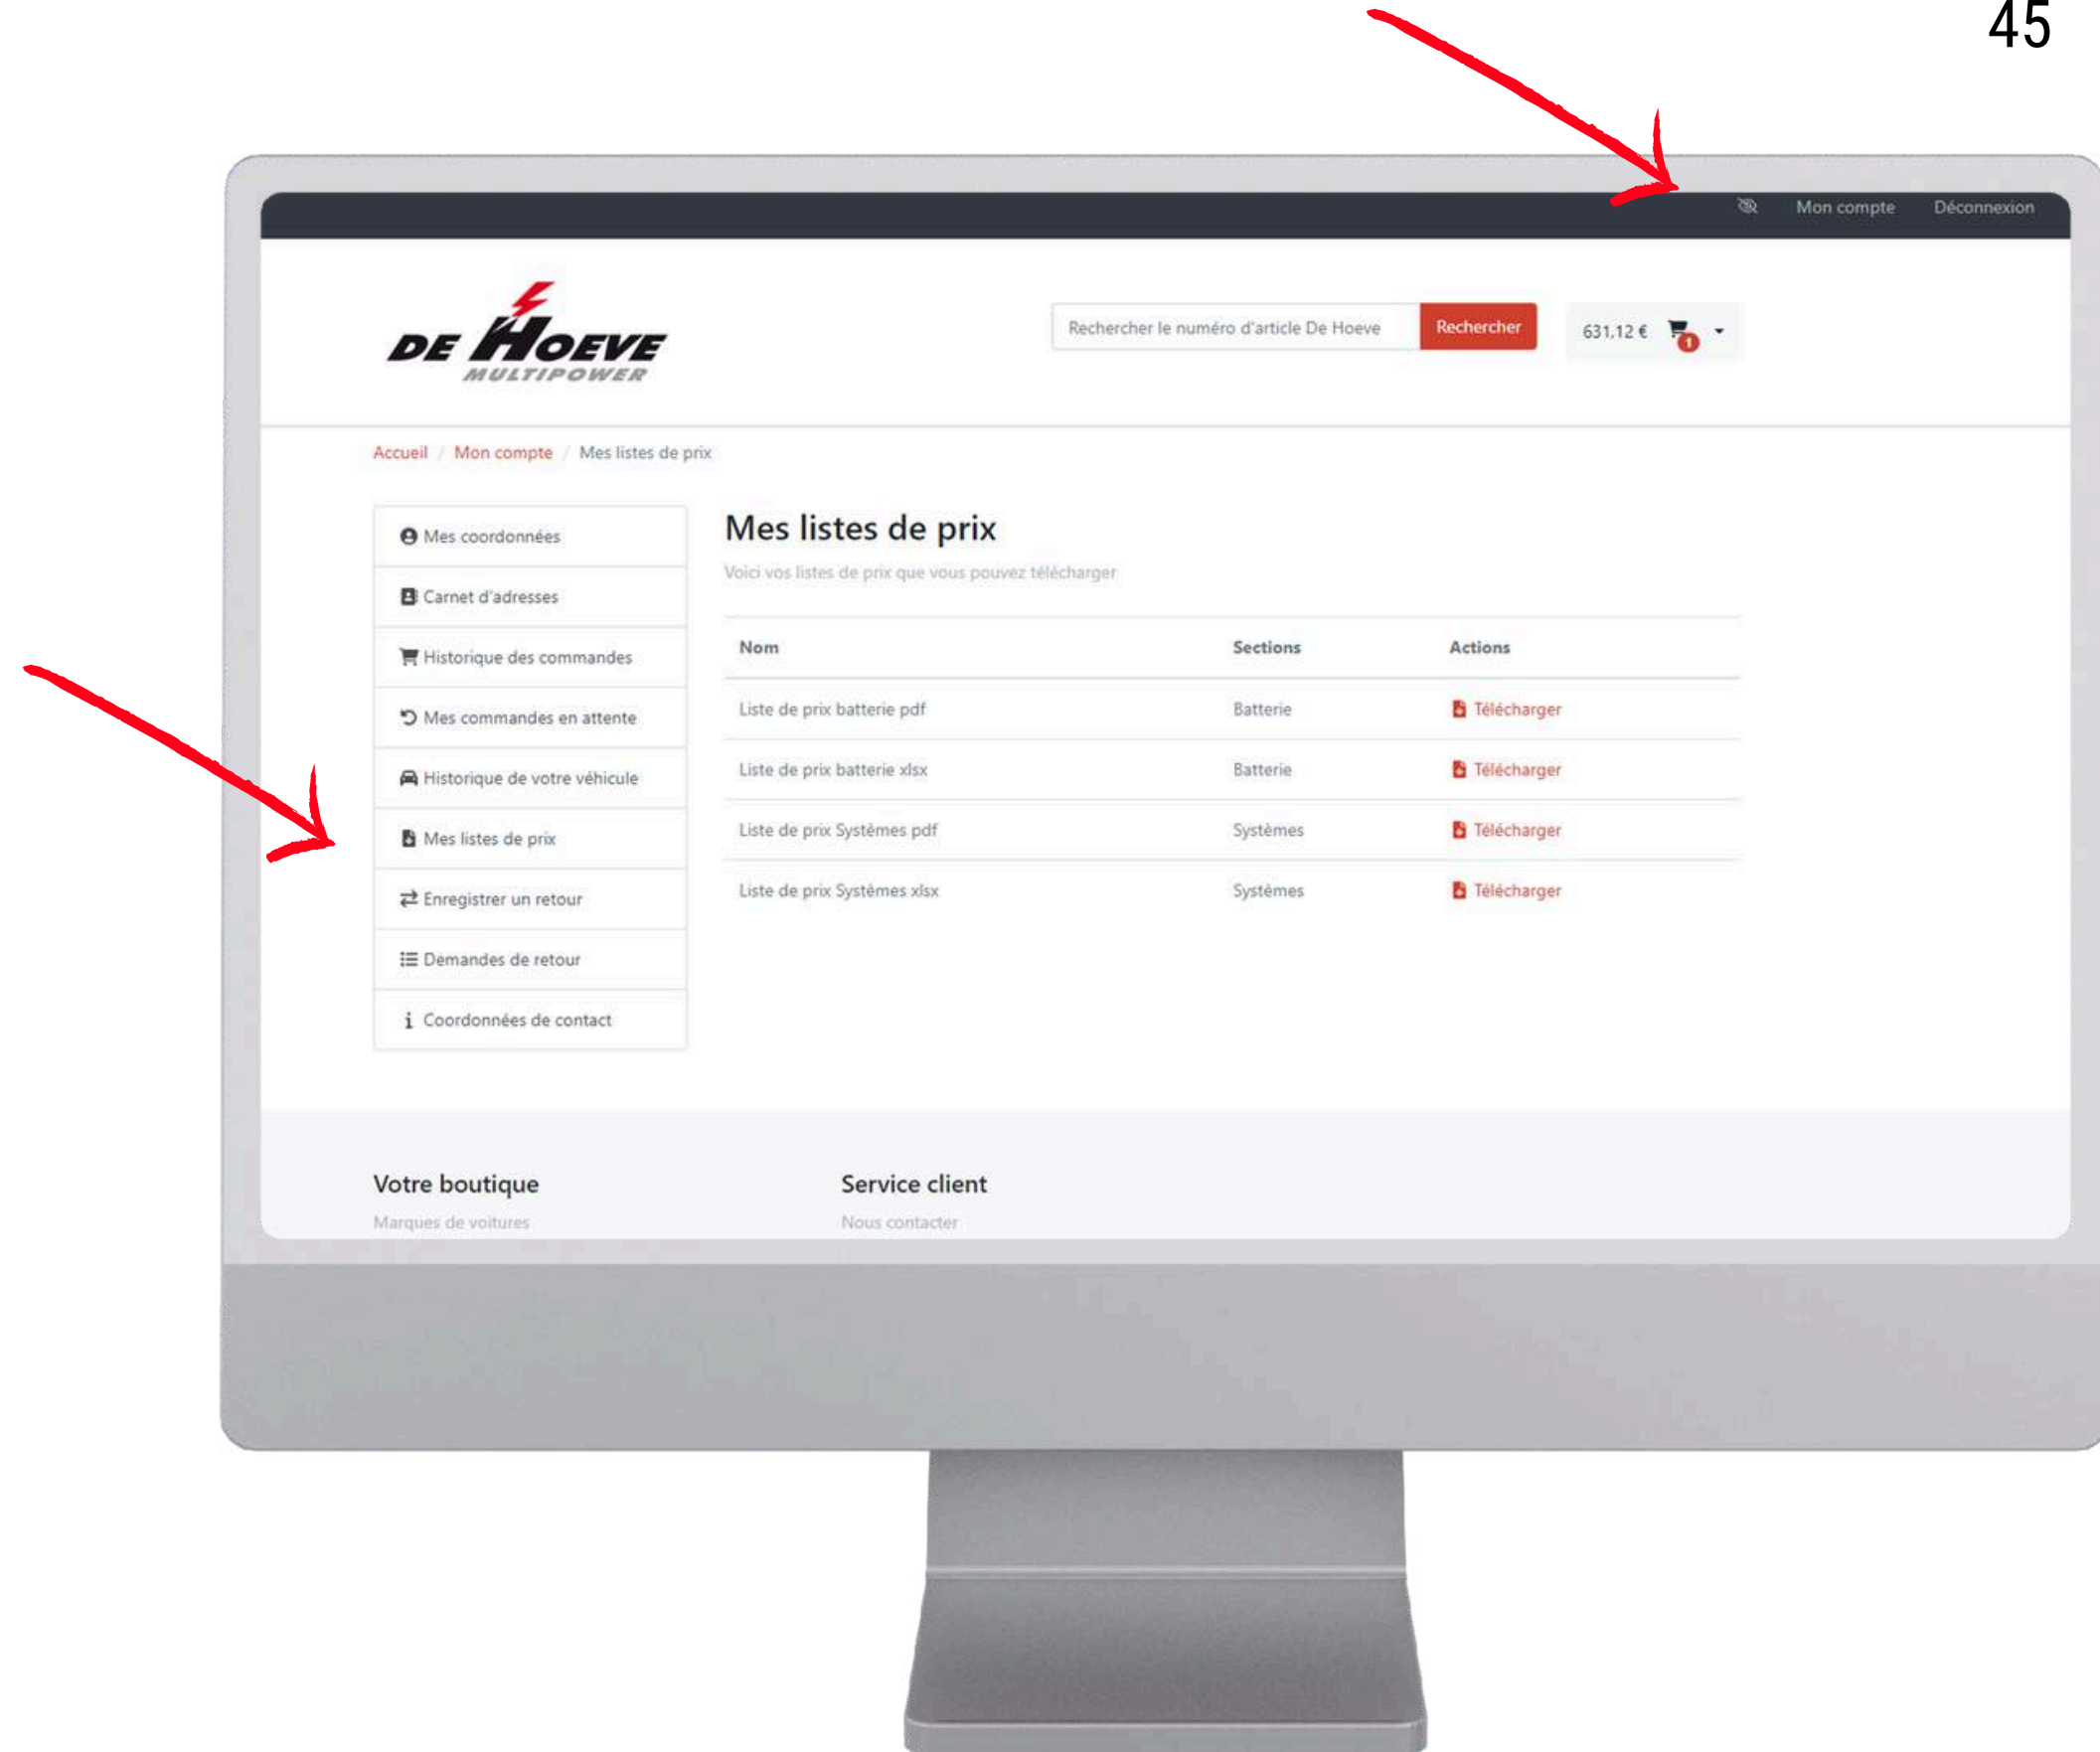 45
Mon compte Déconnexion
DE HOEVE
MULTIPOWER
Rechercher le numéro d'article De Hoeve Rechercher 631,12 € 1
Accueil / Mon compte / Mes listes de prix
Mes coordonnées
Carnet d'adresses
Historique des commandes
Mes commandes en attente
Historique de votre véhicule
Mes listes de prix
Enregistrer un retour
Demandes de retour
Coordonnées de contact
Mes listes de prix
Voici vos listes de prix que vous pouvez télécharger
Nom Sections Actions
Liste de prix batterie pdf Batterie Télécharger
Liste de prix batterie xlsx Batterie Télécharger
Liste de prix Systèmes pdf Systèmes Télécharger
Liste de prix Systèmes xlsx Systèmes Télécharger
Votre boutique
Marques de voitures
Service client
Nous contacter